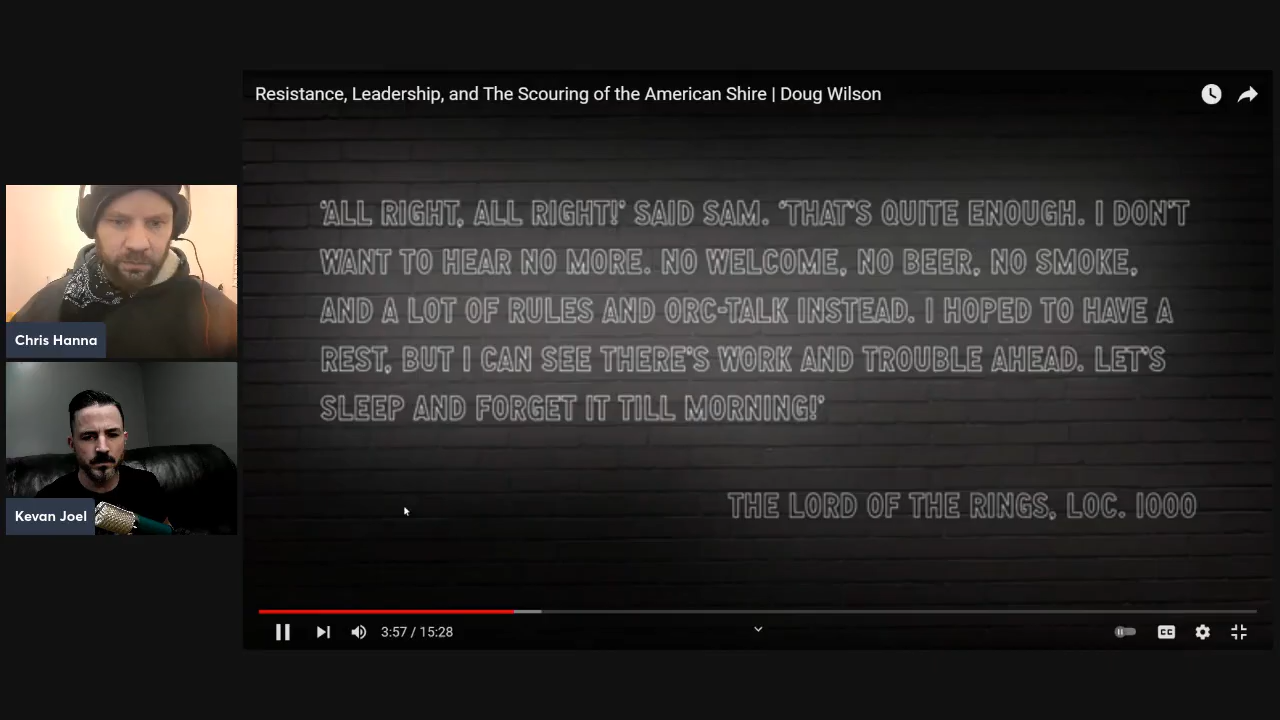 Resistance, Leadership, and The Scouring of the American Shire | Doug Wilson
'ALL RIGHT, ALL RIGHT!' SAID SAM. 'THAT'S QUITE ENOUGH. I DON'T
WANT TO HEAR NO MORE. NO WELCOME, NO BEER, NO SMOKE,
AND A LOT OF RULES AND ORC-TALK INSTEAD. I HOPED TO HAVE A
REST, BUT I CAN SEE THERE'S WORK AND TROUBLE AHEAD. LET'S
SLEEP AND FORGET IT TILL MORNING!'
THE LORD OF THE RINGS, LOC. 1000
Chris Hanna
Kevan Joel
3:57 / 15:28
CC